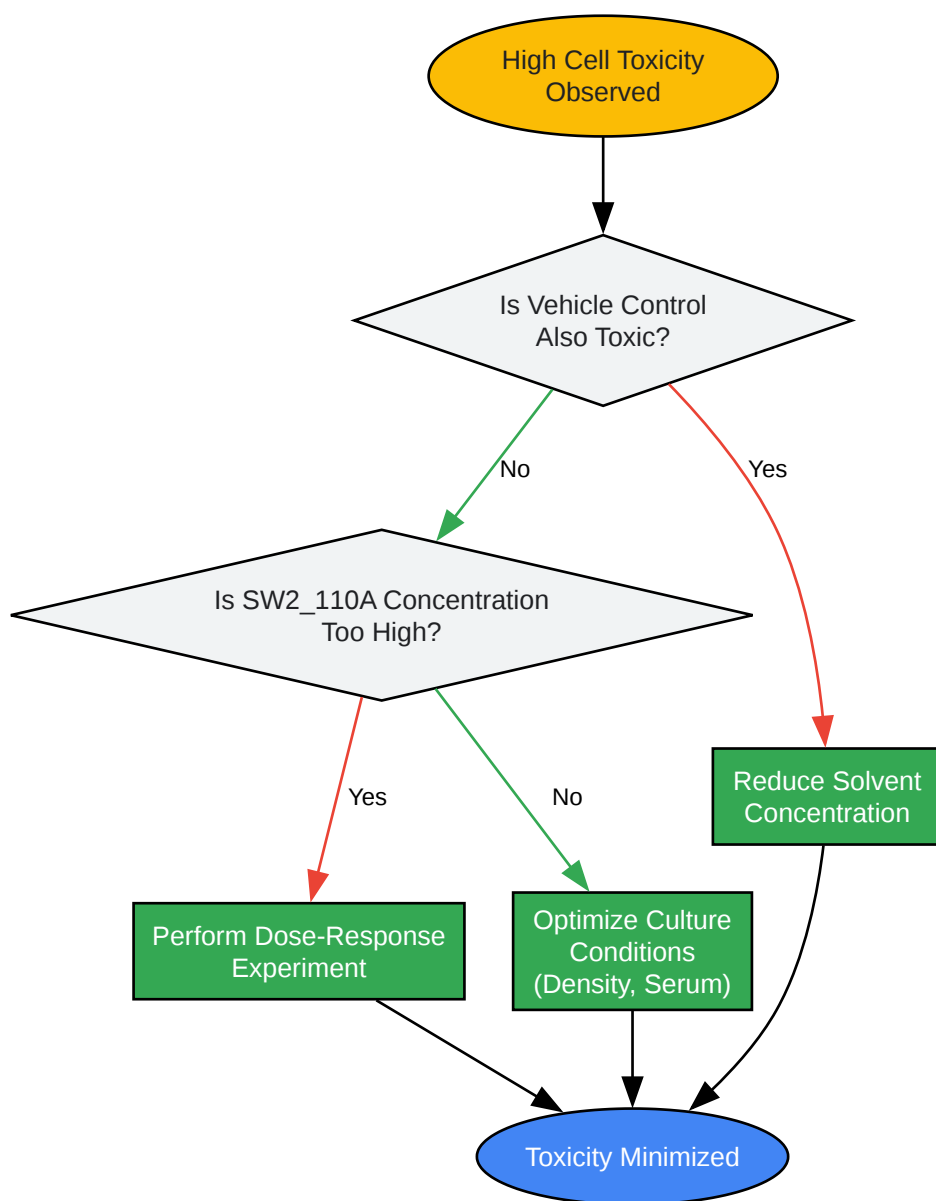 High Cell Toxicity
Observed
Is Vehicle Control
Also Toxic?
No
Yes
Is SW2_110A Concentration
Too High?
Yes
No
Reduce Solvent
Concentration
Perform Dose-Response
Experiment
Optimize Culture
Conditions
(Density, Serum)
Toxicity Minimized